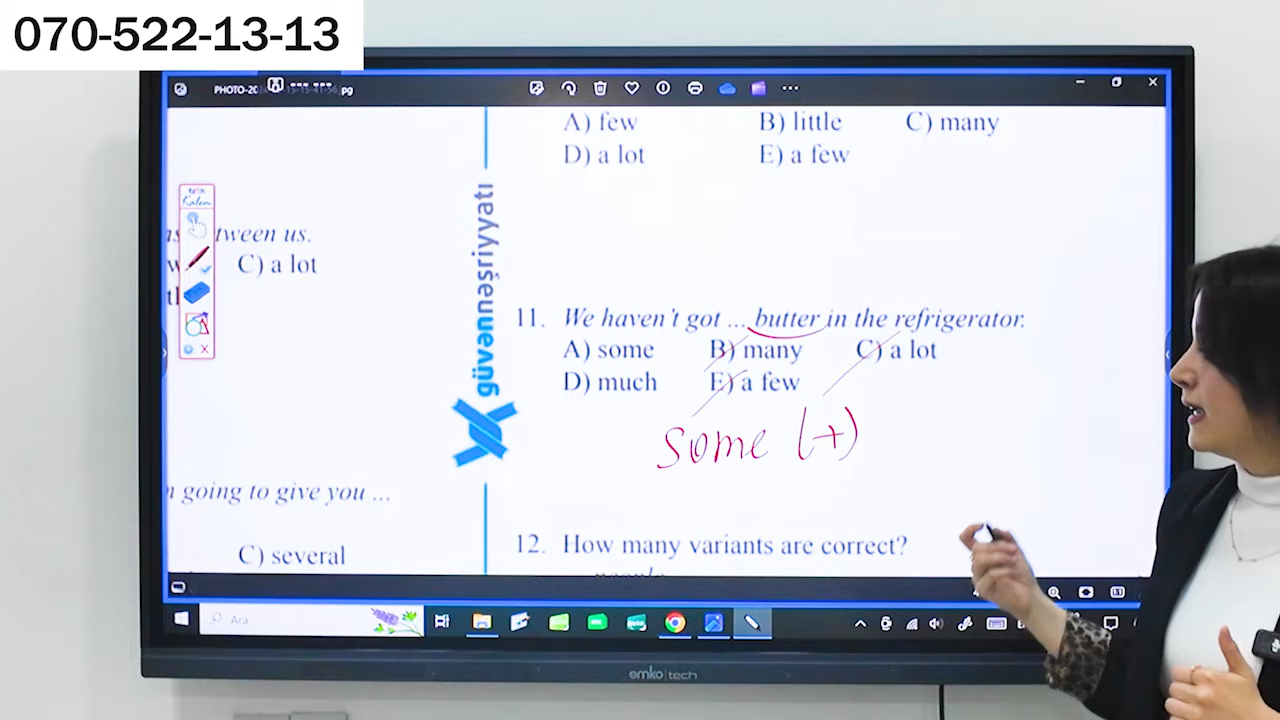 070-522-13-13
A) few B) little C) many
D) a lot E) a few
tween us.
C) a lot
güvennəşriyyatı
11. We haven't got ... butter in the refrigerator.
A) some B) many C) a lot
D) much E) a few
some (+)
going to give you ...
C) several
12. How many variants are correct?
Ara
emko|tech